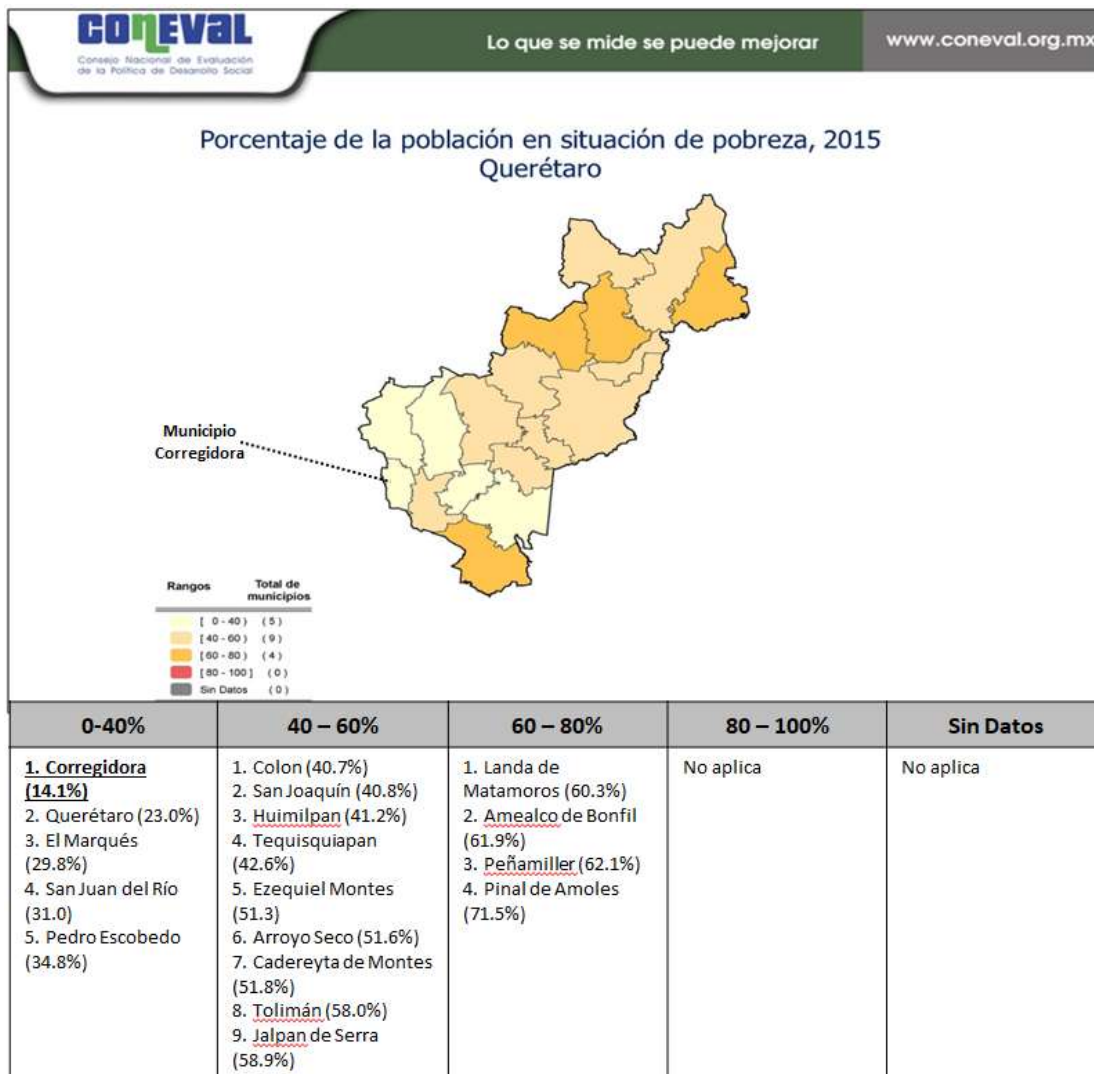 CONEVAL
Consejo Nacional de Evaluación
de la Política de Desarrollo Social
Lo que se mide se puede mejorar
www.coneval.org.mx
Porcentaje de la población en situación de pobreza, 2015
Querétaro
Municipio
Corregidora
Rangos Total de
municipios
[ 0 - 40 ) ( 5 )
[ 40 - 60 ) ( 9 )
[ 60 - 80 ) ( 4 )
[ 80 - 100 ] ( 0 )
Sin Datos ( 0 )
0-40% 40 – 60% 60 – 80% 80 – 100% Sin Datos
1. Corregidora
(14.1%)
2. Querétaro (23.0%)
3. El Marqués
(29.8%)
4. San Juan del Río
(31.0)
5. Pedro Escobedo
(34.8%)
1. Colon (40.7%)
2. San Joaquín (40.8%)
3. Huimilpan (41.2%)
4. Tequisquiapan
(42.6%)
5. Ezequiel Montes
(51.3)
6. Arroyo Seco (51.6%)
7. Cadereyta de Montes
(51.8%)
8. Tolimán (58.0%)
9. Jalpan de Serra
(58.9%)
1. Landa de
Matamoros (60.3%)
2. Amealco de Bonfil
(61.9%)
3. Peñamiller (62.1%)
4. Pinal de Amoles
(71.5%)
No aplica
No aplica